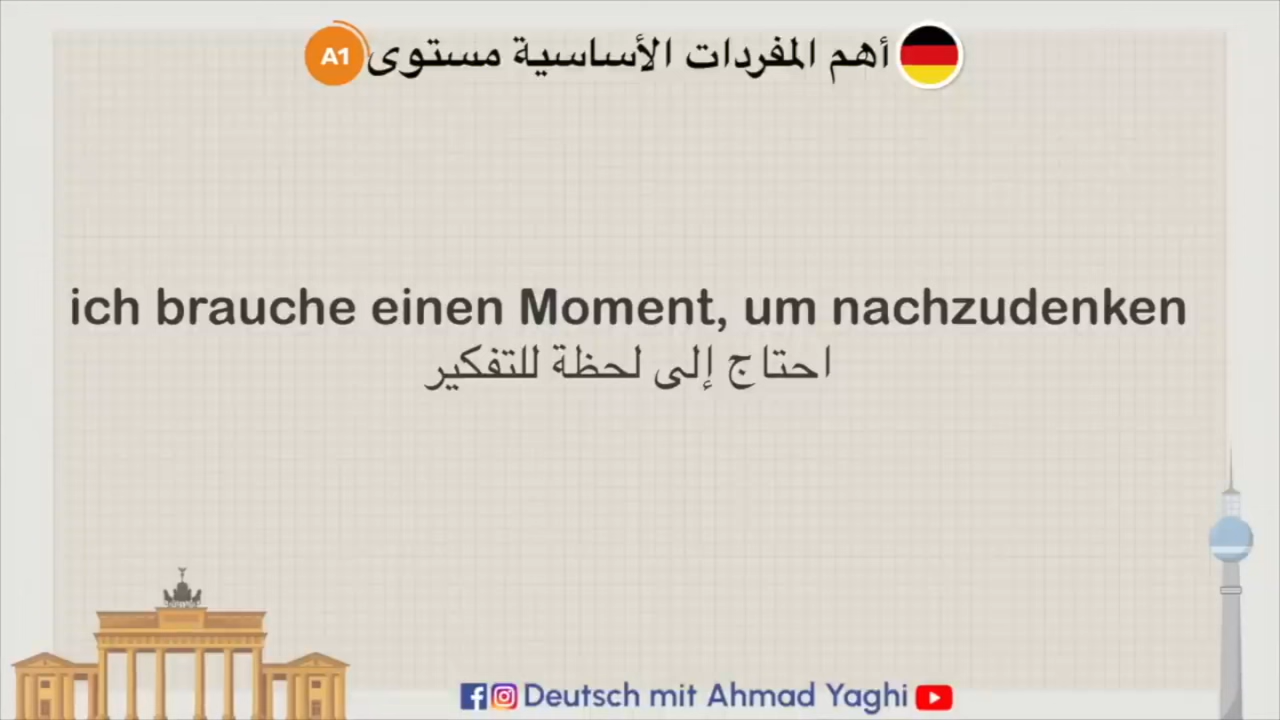 أهم المفردات الأساسية مستوى A1
ich brauche einen Moment, um nachzudenken
احتاج إلى لحظة للتفكير
Deutsch mit Ahmad Yaghi